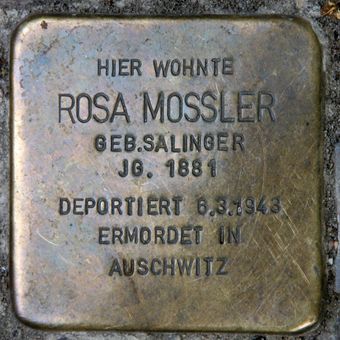 HIER WOHNTE
ROSA MOSSLER
GEB.SALINGER
JG. 1881
DEPORTIERT 6.3.1943
ERMORDET IN
AUSCHWITZ